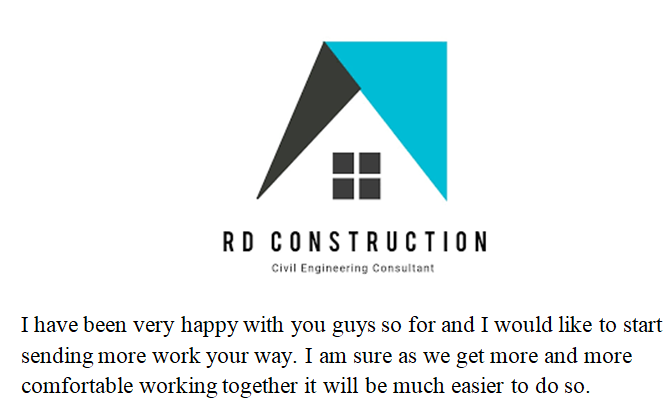 RD CONSTRUCTION
Civil Engineering Consultant
I have been very happy with you guys so for and I would like to start
sending more work your way. I am sure as we get more and more
comfortable working together it will be much easier to do so.